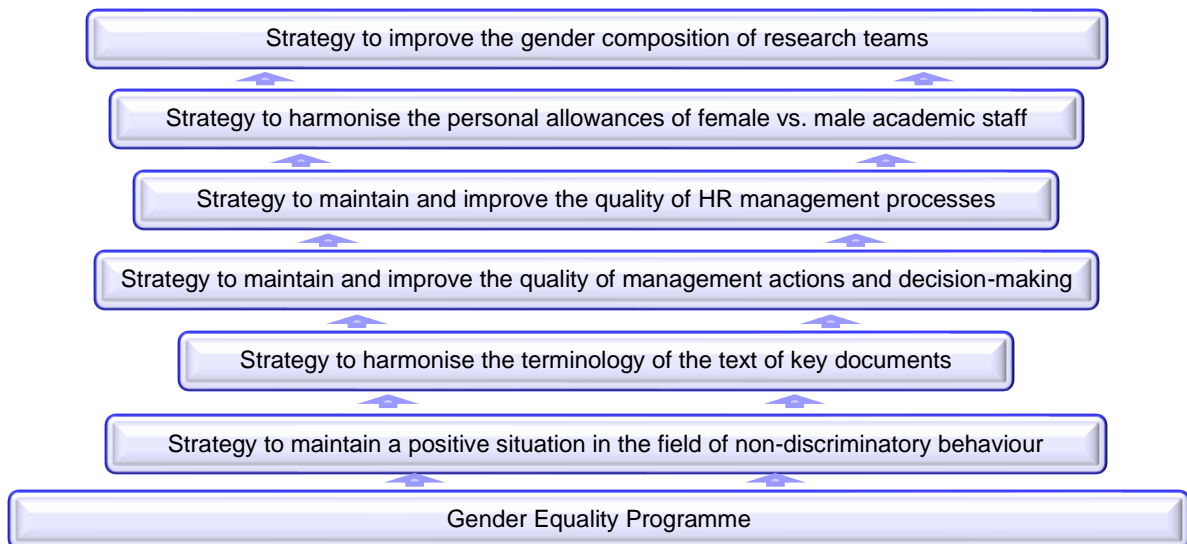 Strategy to improve the gender composition of research teams
Strategy to harmonise the personal allowances of female vs. male academic staff
Strategy to maintain and improve the quality of HR management processes
Strategy to maintain and improve the quality of management actions and decision-making
Strategy to harmonise the terminology of the text of key documents
Strategy to maintain a positive situation in the field of non-discriminatory behaviour
Gender Equality Programme